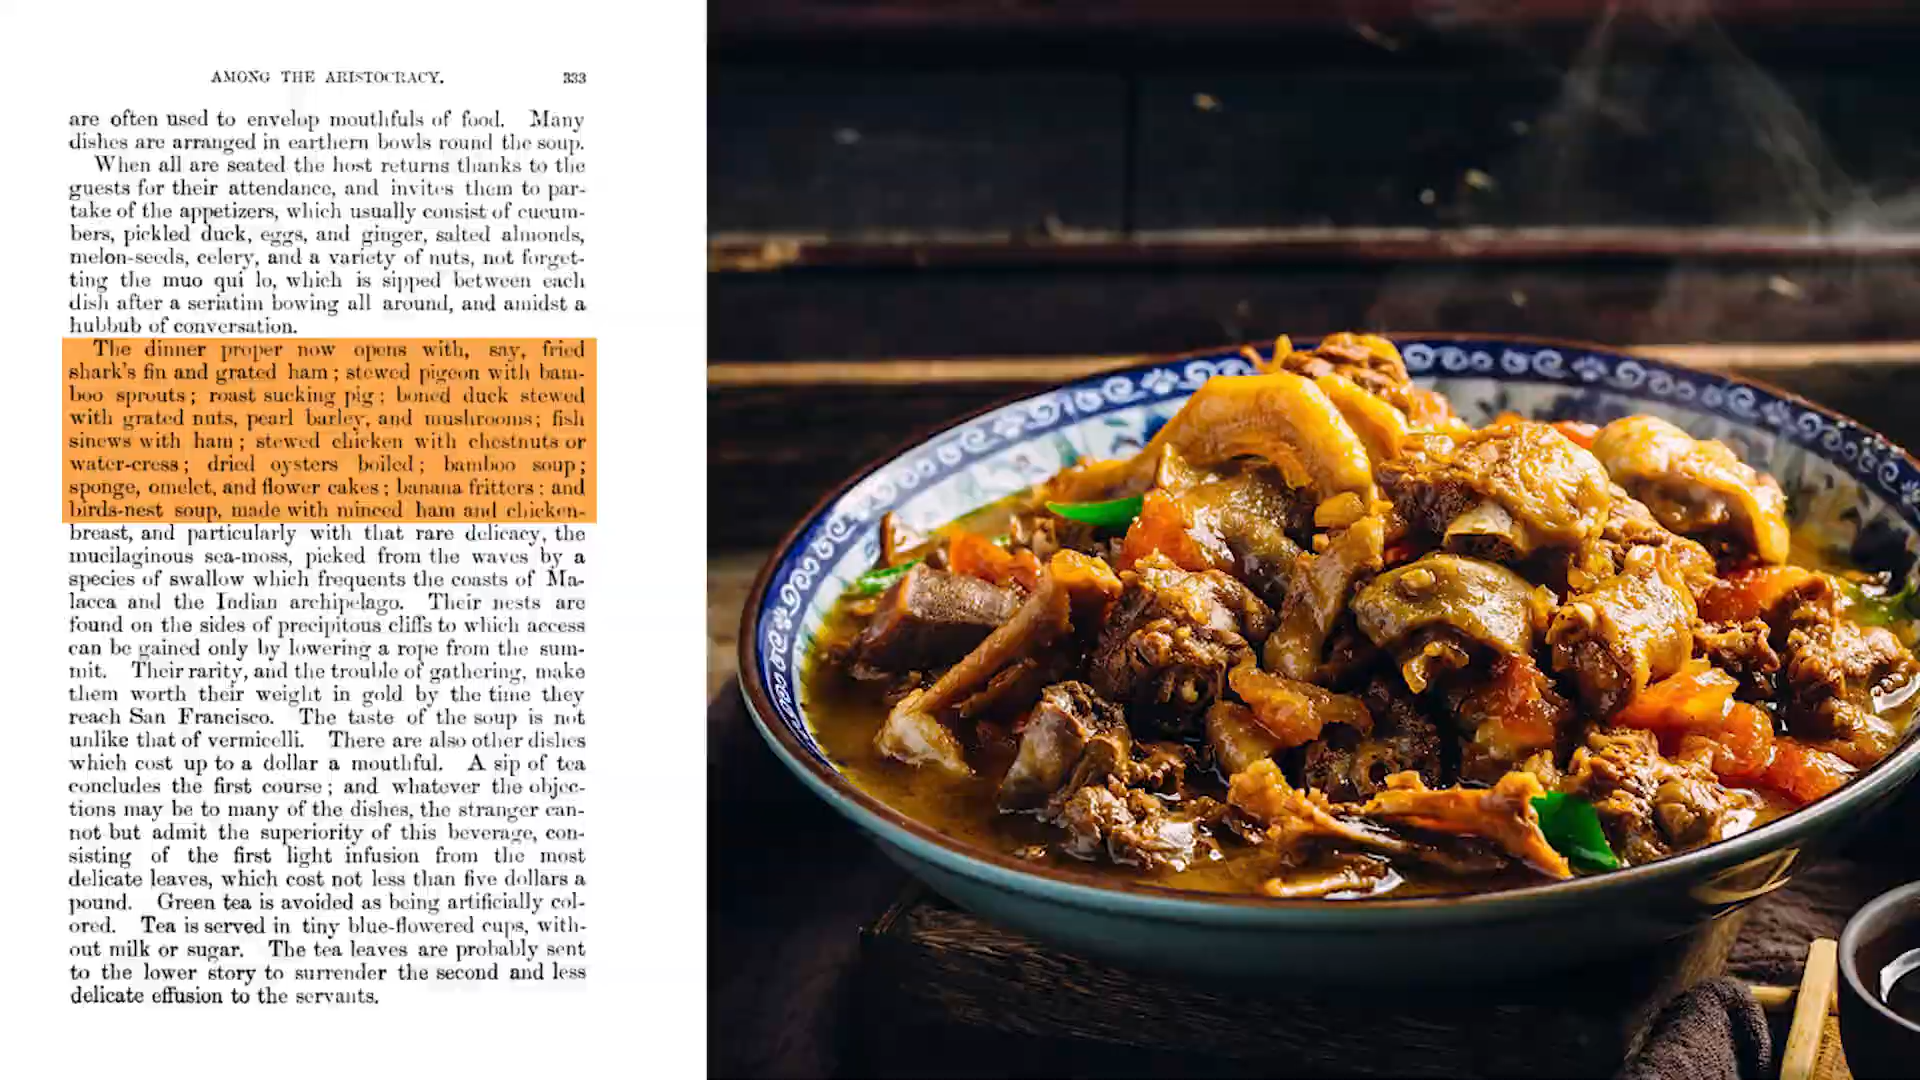 AMONG THE ARISTOCRACY. 333
are often used to envelop mouthfuls of food. Many
dishes are arranged in earthern bowls round the soup.
When all are seated the host returns thanks to the
guests for their attendance, and invites them to par-
take of the appetizers, which usually consist of cucum-
bers, pickled duck, eggs, and ginger, salted almonds,
melon-seeds, celery, and a variety of nuts, not forget-
ting the muo qui lo, which is sipped between each
dish after a seriatim bowing all around, and amidst a
hubbub of conversation.
The dinner proper now opens with, say, fried
shark's fin and grated ham; stewed pigeon with bam-
boo sprouts; roast sucking pig; boned duck stewed
with grated nuts, pearl barley, and mushrooms; fish
sinews with ham; stewed chicken with chestnuts or
water-cress; dried oysters boiled; bamboo soup;
sponge, omelet, and flower cakes; banana fritters; and
birds-nest soup, made with minced ham and chicken-
breast, and particularly with that rare delicacy, the
mucilaginous sea-moss, picked from the waves by a
species of swallow which frequents the coasts of Ma-
lacca and the Indian archipelago. Their nests are
found on the sides of precipitous cliffs to which access
can be gained only by lowering a rope from the sum-
mit. Their rarity, and the trouble of gathering, make
them worth their weight in gold by the time they
reach San Francisco. The taste of the soup is not
unlike that of vermicelli. There are also other dishes
which cost up to a dollar a mouthful. A sip of tea
concludes the first course; and whatever the objec-
tions may be to many of the dishes, the stranger can-
not but admit the superiority of this beverage, con-
sisting of the first light infusion from the most
delicate leaves, which cost not less than five dollars a
pound. Green tea is avoided as being artificially col-
ored. Tea is served in tiny blue-flowered cups, with-
out milk or sugar. The tea leaves are probably sent
to the lower story to surrender the second and less
delicate effusion to the servants.